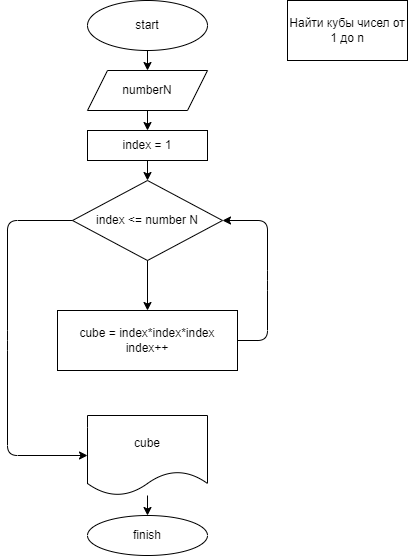 start
Найти кубы чисел от
1 до n
numberN
index = 1
index <= number N
cube = index*index*index
index++
cube
finish